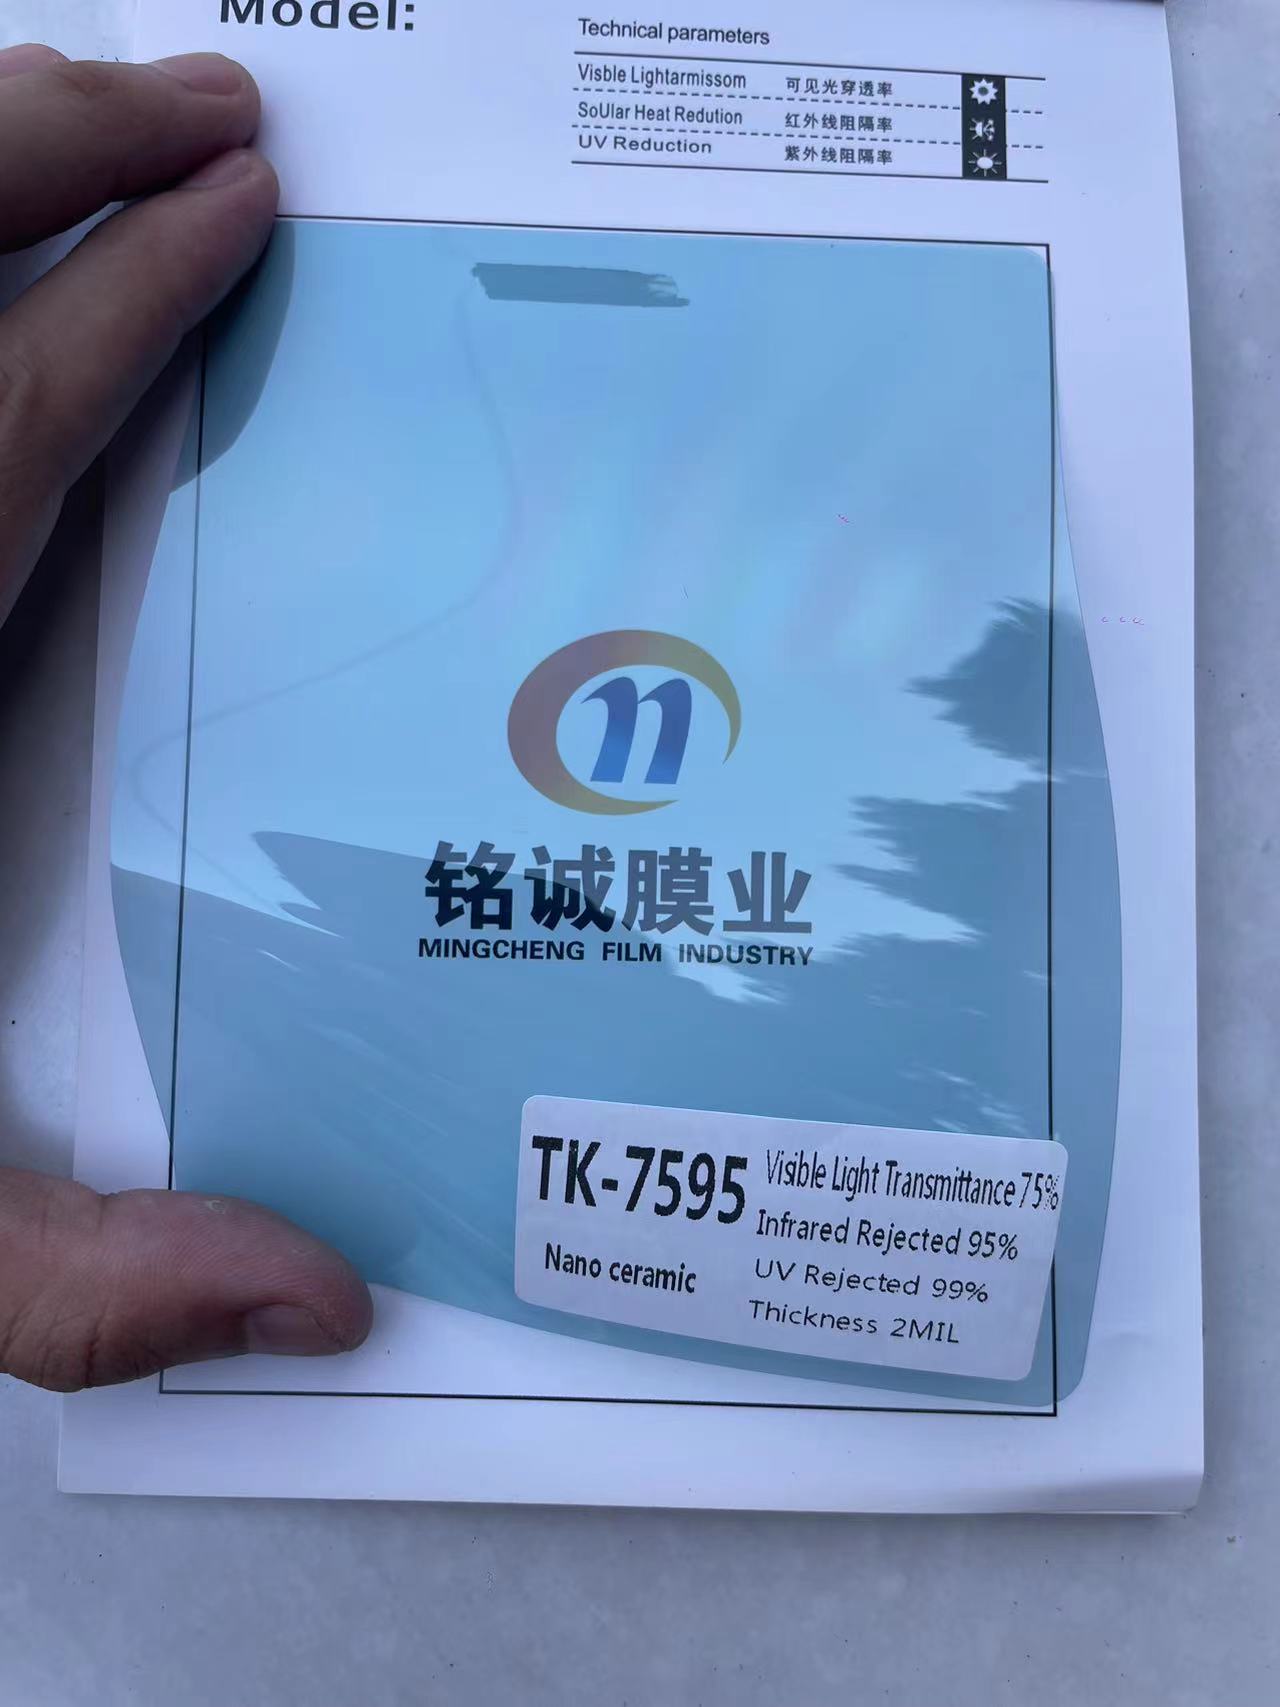 Model:
Technical parameters
Visble Lightarmissom 可见光穿透率
SoUlar Heat Redution 红外线阻隔率
UV Reduction 紫外线阻隔率
铭诚膜业
MINGCHENG FILM INDUSTRY
TK-7595
Nano ceramic
Visible Light Transmittance 75%
Infrared Rejected 95%
UV Rejected 99%
Thickness 2MIL